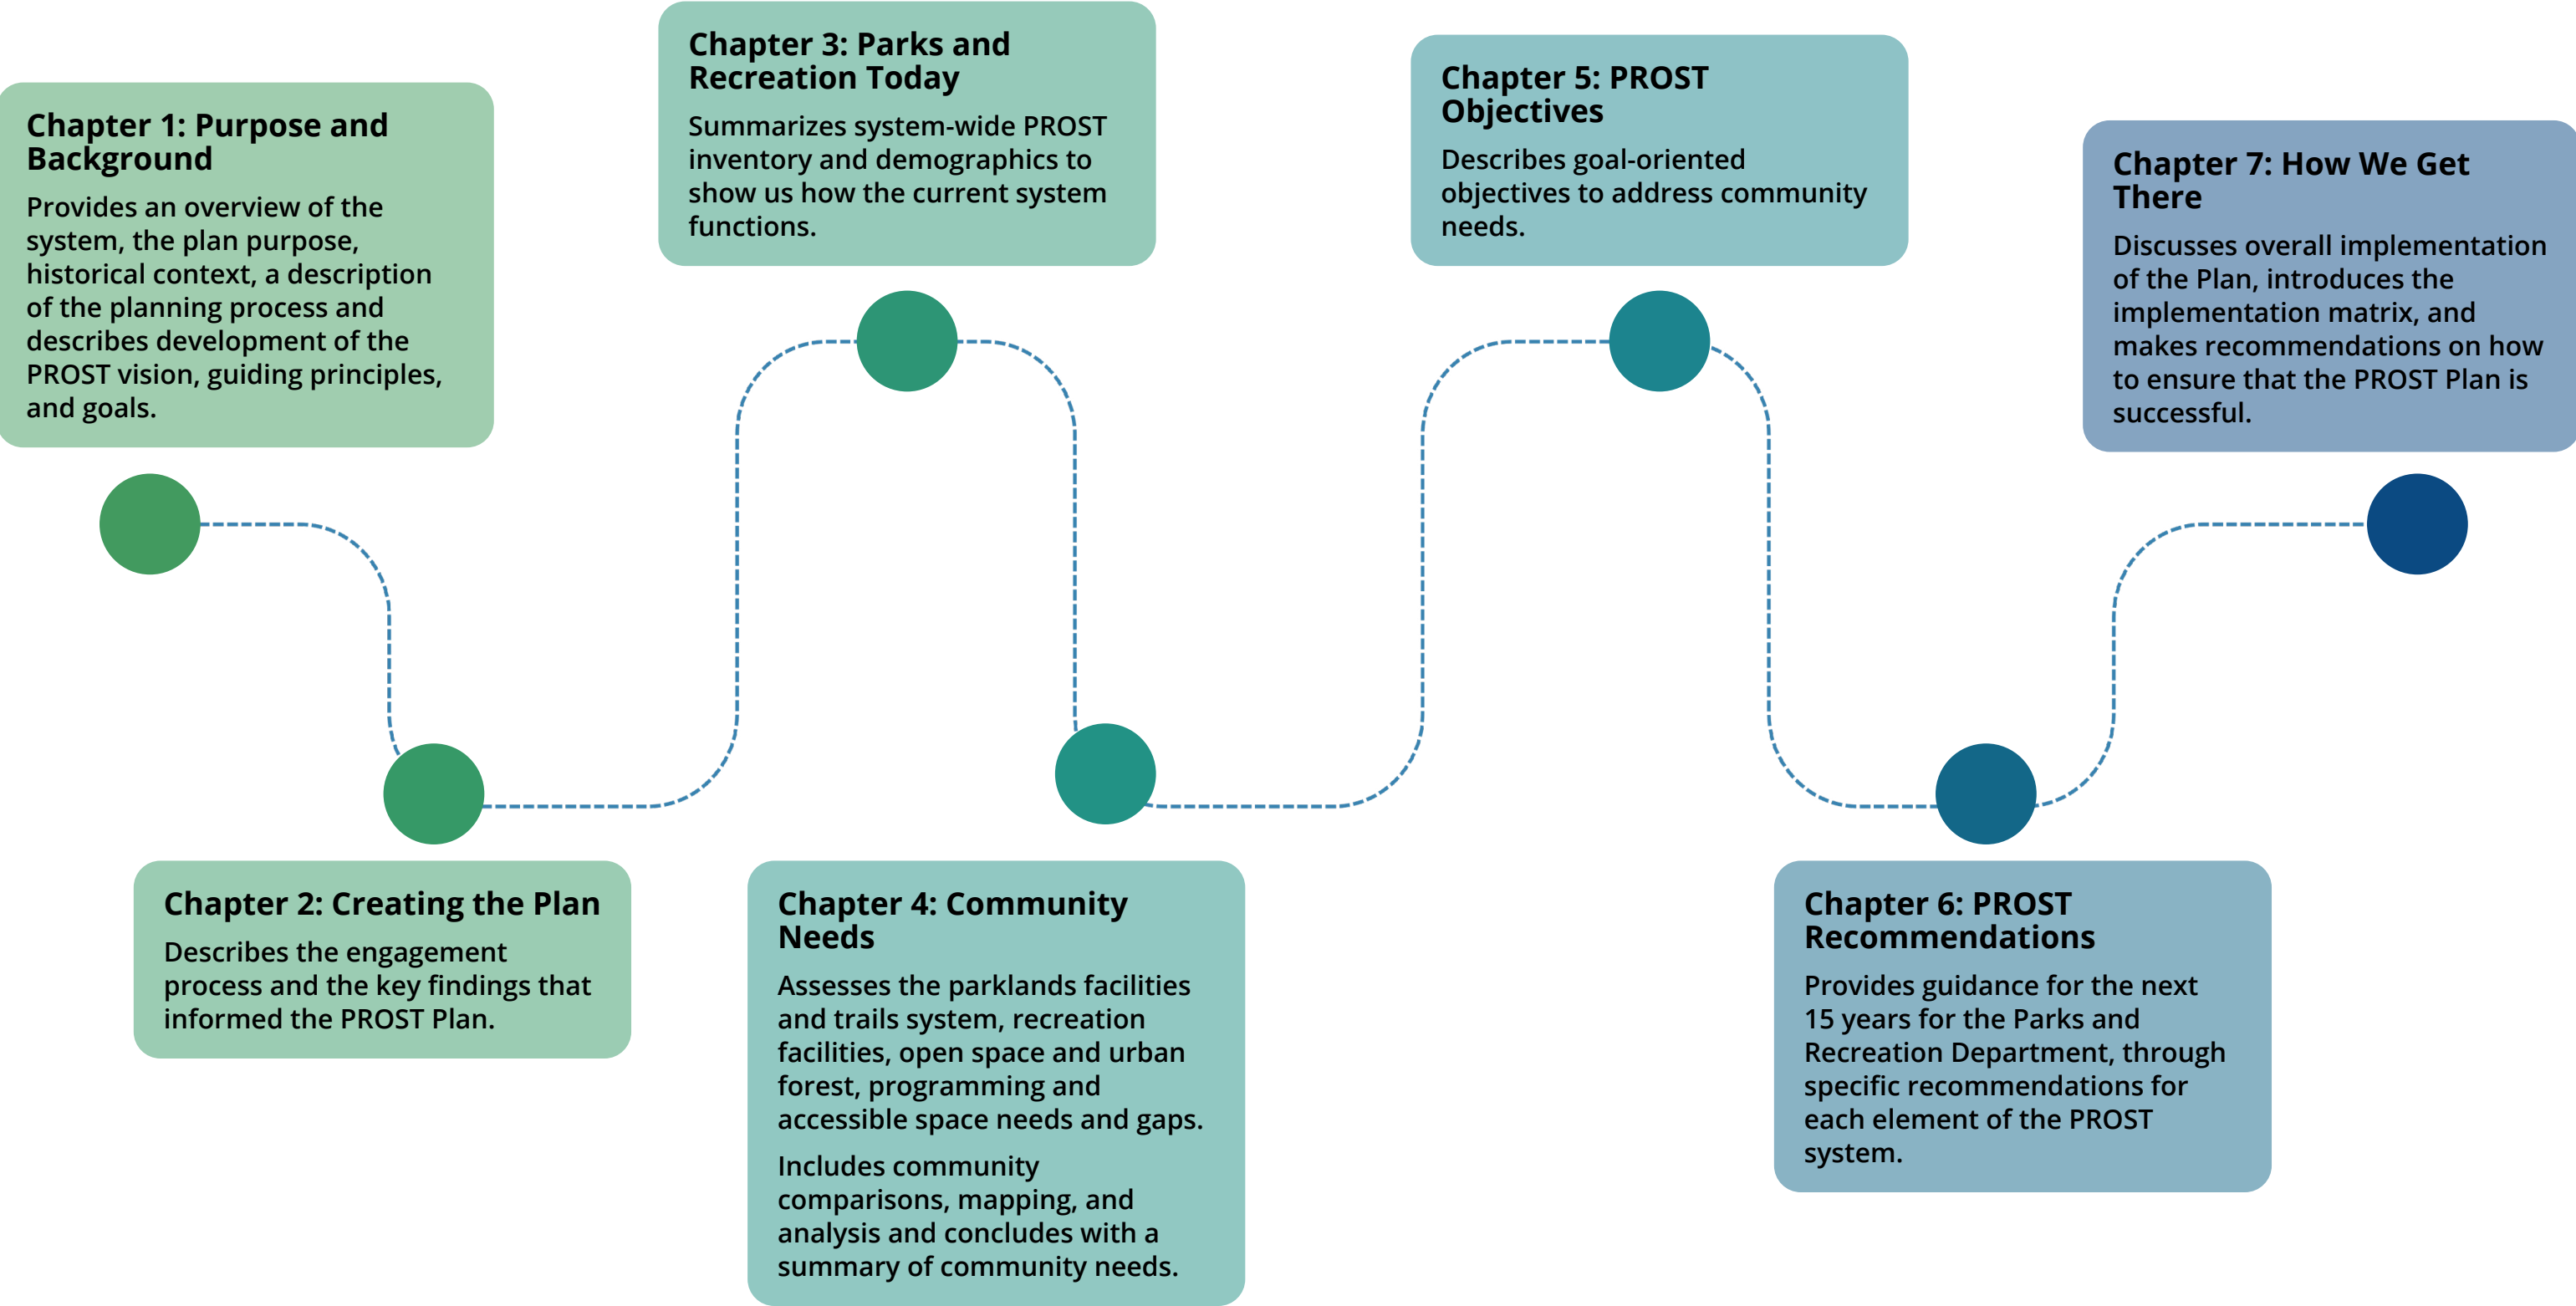 Chapter 1: Purpose and
Background
Provides an overview of the
system, the plan purpose,
historical context, a description
of the planning process and
describes development of the
PROST vision, guiding principles,
and goals.
Chapter 2: Creating the Plan
Describes the engagement
process and the key findings that
informed the PROST Plan.
Chapter 3: Parks and
Recreation Today
Summarizes system-wide PROST
inventory and demographics to
show us how the current system
functions.
Chapter 4: Community
Needs
Assesses the parklands facilities
and trails system, recreation
facilities, open space and urban
forest, programming and
accessible space needs and gaps.
Includes community
comparisons, mapping, and
analysis and concludes with a
summary of community needs.
Chapter 5: PROST
Objectives
Describes goal-oriented
objectives to address community
needs.
Chapter 6: PROST
Recommendations
Provides guidance for the next
15 years for the Parks and
Recreation Department, through
specific recommendations for
each element of the PROST
system.
Chapter 7: How We Get
There
Discusses overall implementation
of the Plan, introduces the
implementation matrix, and
makes recommendations on how
to ensure that the PROST Plan is
successful.